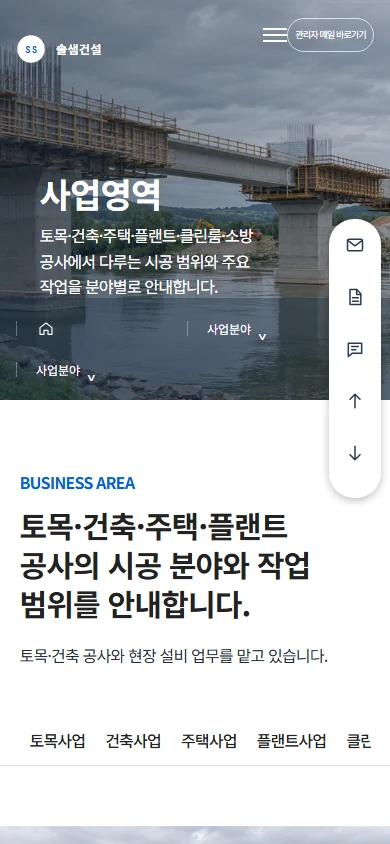 SS 솔샘건설
관리자 메일 바로가기
사업영역
토목·건축·주택·플랜트·클린룸·소방
공사에서 다루는 시공 범위와 주요
작업을 분야별로 안내합니다.
사업분야
사업분야
BUSINESS AREA
토목·건축·주택·플랜트
공사의 시공 분야와 작업
범위를 안내합니다.
토목·건축 공사와 현장 설비 업무를 맡고 있습니다.
토목사업 건축사업 주택사업 플랜트사업 클린